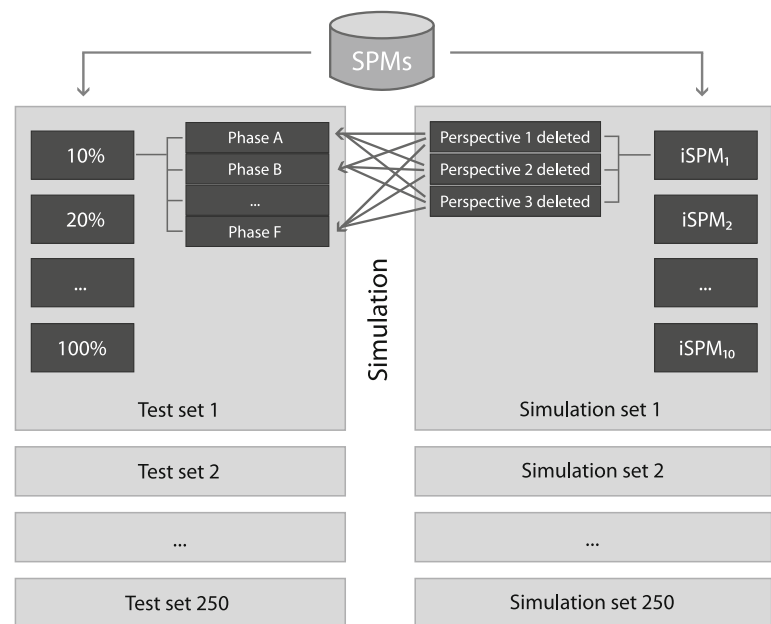 SPMs
10%
20%
...
100%
Phase A
Phase B
...
Phase F
Test set 1
Simulation
Perspective 1 deleted
Perspective 2 deleted
Perspective 3 deleted
iSPM₁
iSPM₂
...
iSPM₁₀
Simulation set 1
Test set 2
Simulation set 2
...
...
Test set 250
Simulation set 250